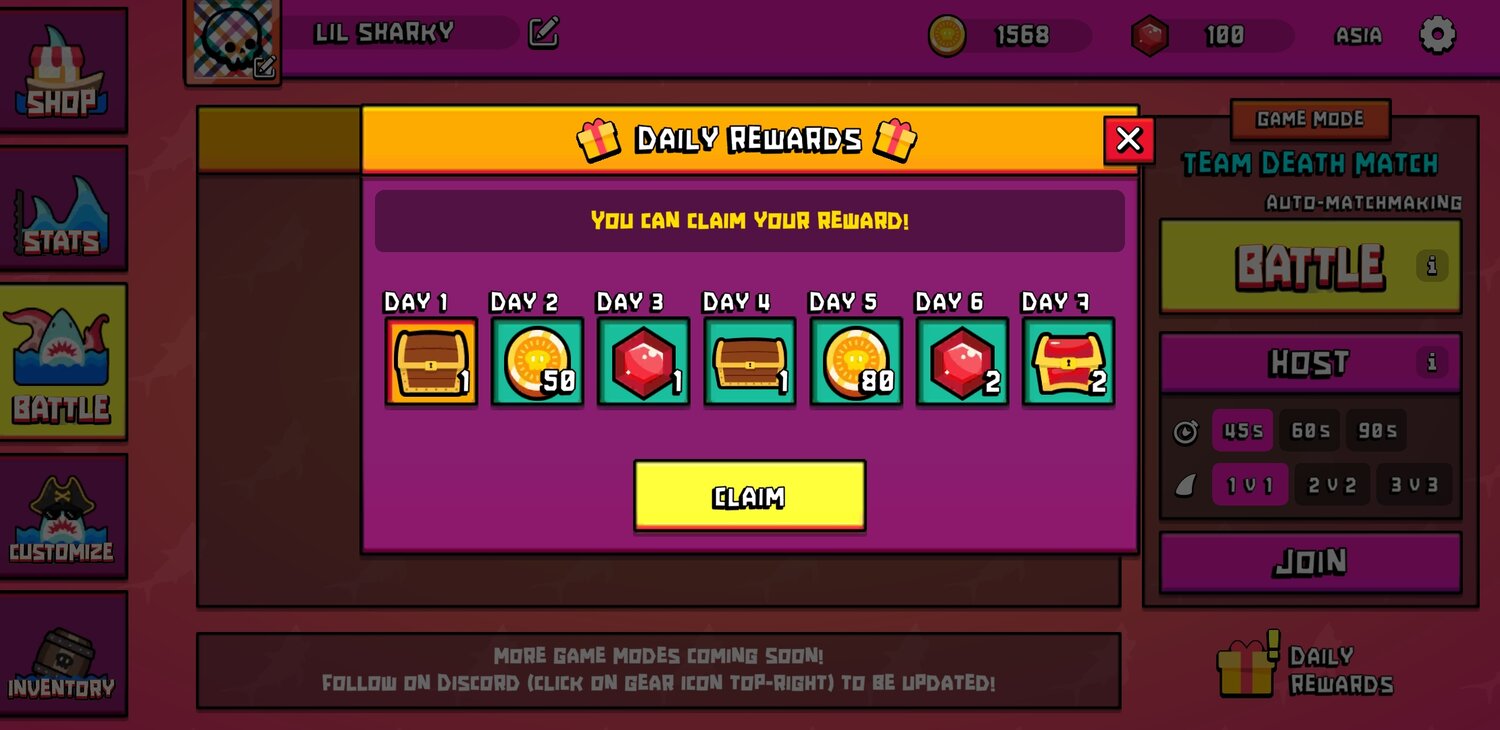 LIL SHARKY
1568
100
ASIA
SHOP
STATS
BATTLE
CUSTOMIZE
INVENTORY
DAILY REWARDS
YOU CAN CLAIM YOUR REWARD!
DAY 1 DAY 2 DAY 3 DAY 4 DAY 5 DAY 6 DAY 7
1 50 1 1 80 2 2
CLAIM
GAME MODE
TEAM DEATH MATCH
AUTO-MATCHMAKING
BATTLE i
HOST i
45s 60s 90s
1 v 1 2 v 2 3 v 3
JOIN
MORE GAME MODES COMING SOON!
FOLLOW ON DISCORD (CLICK ON GEAR ICON TOP-RIGHT) TO BE UPDATED!
! DAILY
REWARDS